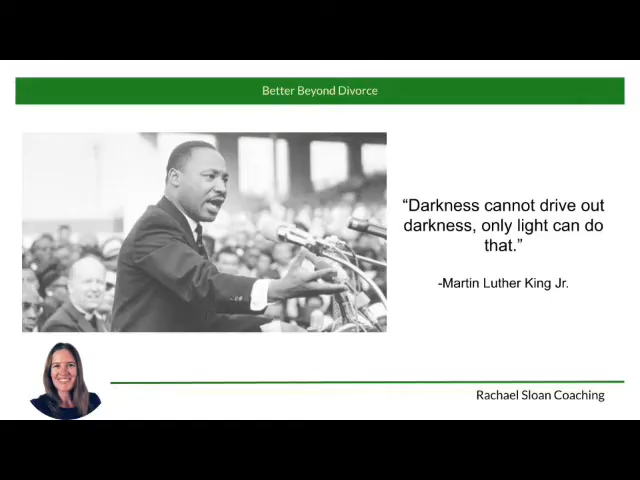 Better Beyond Divorce
“Darkness cannot drive out
darkness, only light can do
that.”
-Martin Luther King Jr.
Rachael Sloan Coaching